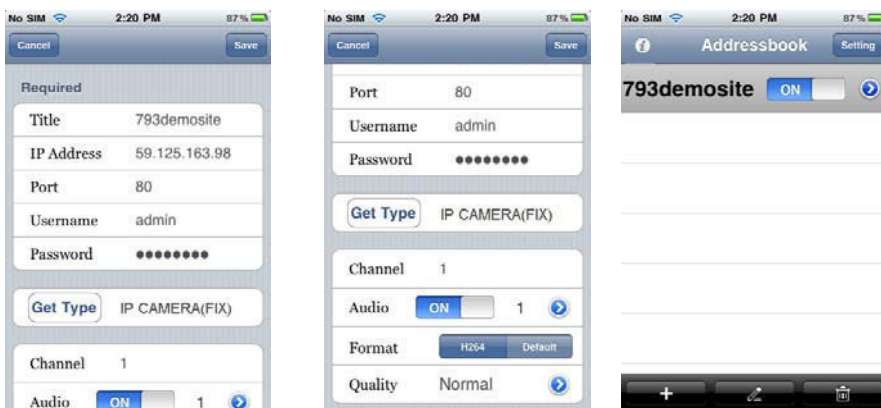 No SIM 2:20 PM 87%
Cancel Save
Required
Title 793demosite
IP Address 59.125.163.98
Port 80
Username admin
Password ●●●●●●●●
Get Type IP CAMERA(FIX)
Channel 1
Audio ON 1
No SIM 2:20 PM 87%
Cancel Save
Port 80
Username admin
Password ●●●●●●●●
Get Type IP CAMERA(FIX)
Channel 1
Audio ON 1
Format H264 Default
Quality Normal
No SIM 2:20 PM 87%
i Addressbook Setting
793demosite ON